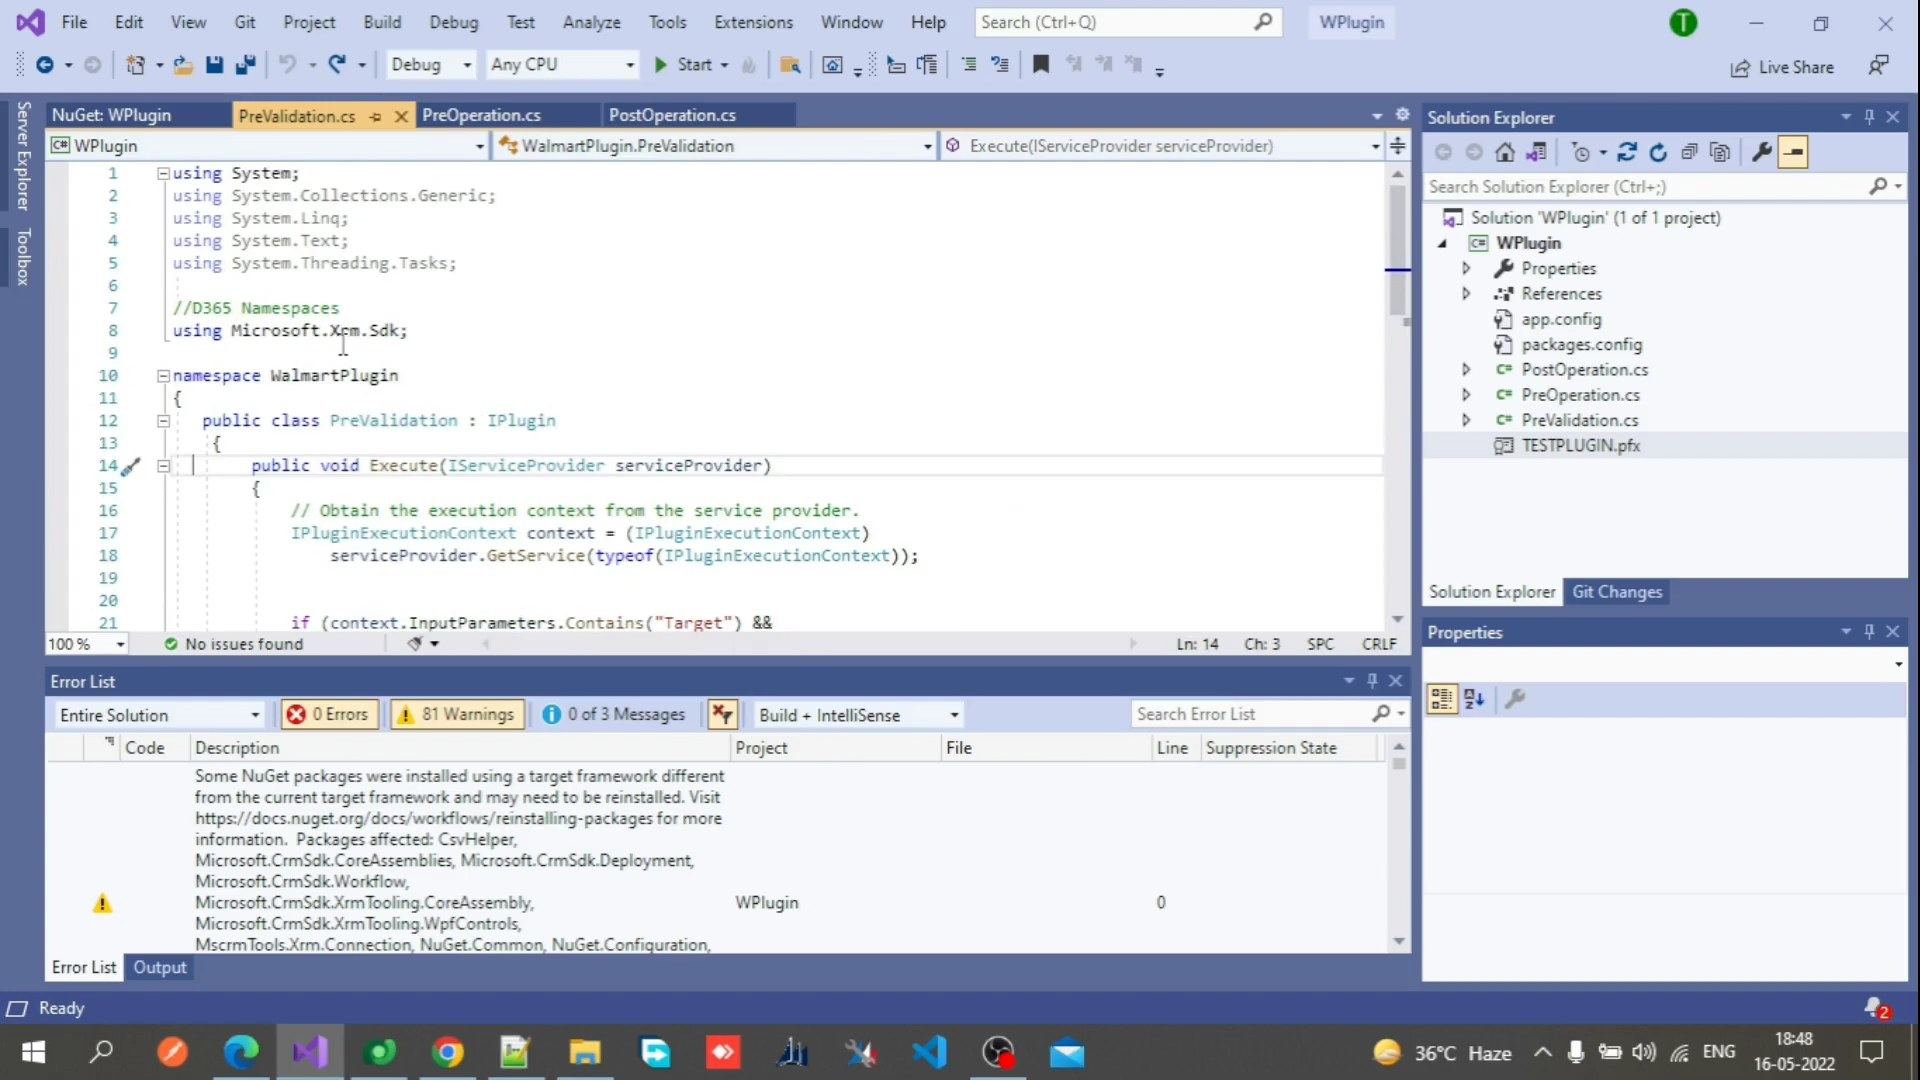 File Edit View Git Project Build Debug Test Analyze Tools Extensions Window Help Search (Ctrl+Q) WPlugin T
Debug Any CPU Start Live Share
Server Explorer
Toolbox
NuGet: WPlugin PreValidation.cs PreOperation.cs PostOperation.cs
C# WPlugin WalmartPlugin.PreValidation Execute(IServiceProvider serviceProvider)
1 using System;
2 using System.Collections.Generic;
3 using System.Linq;
4 using System.Text;
5 using System.Threading.Tasks;
6
7 //D365 Namespaces
8 using Microsoft.Xrm.Sdk;
9
10 namespace WalmartPlugin
11 {
12 public class PreValidation : IPlugin
13 {
14 public void Execute(IServiceProvider serviceProvider)
15 {
16 // Obtain the execution context from the service provider.
17 IPluginExecutionContext context = (IPluginExecutionContext)
18 serviceProvider.GetService(typeof(IPluginExecutionContext));
19
20
21 if (context.InputParameters.Contains("Target") &&
100 % No issues found Ln: 14 Ch: 3 SPC CRLF
Solution Explorer
Search Solution Explorer (Ctrl+;)
Solution 'WPlugin' (1 of 1 project)
C# WPlugin
Properties
References
app.config
packages.config
C# PostOperation.cs
C# PreOperation.cs
C# PreValidation.cs
TESTPLUGIN.pfx
Solution Explorer Git Changes
Properties
Error List
Entire Solution 0 Errors 81 Warnings 0 of 3 Messages Build + IntelliSense Search Error List
Code Description Project File Line Suppression State
Some NuGet packages were installed using a target framework different
from the current target framework and may need to be reinstalled. Visit
https://docs.nuget.org/docs/workflows/reinstalling-packages for more
information. Packages affected: CsvHelper,
Microsoft.CrmSdk.CoreAssemblies, Microsoft.CrmSdk.Deployment,
Microsoft.CrmSdk.Workflow,
Microsoft.CrmSdk.XrmTooling.CoreAssembly, WPlugin 0
Microsoft.CrmSdk.XrmTooling.WpfControls,
MscrmTools.Xrm.Connection, NuGet.Common, NuGet.Configuration,
Error List Output
Ready 2
36°C Haze ENG 18:48
16-05-2022